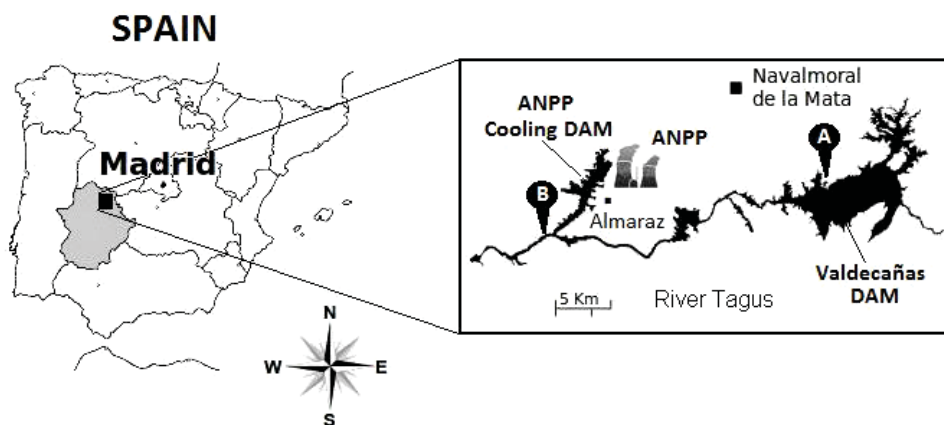 SPAIN
Madrid
N
W
E
S
Navalmoral
de la Mata
ANPP
Cooling DAM
ANPP
A
B
Almaraz
Valdecañas
DAM
5 Km
River Tagus